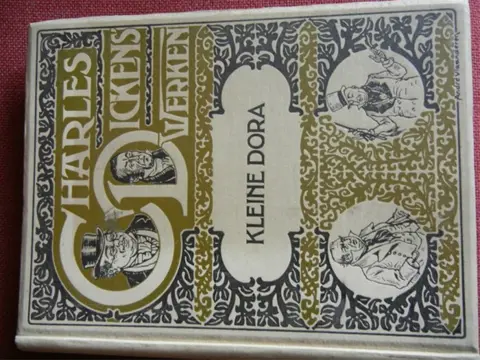 CHARLES
DICKENS
WERKEN
KLEINE DORA